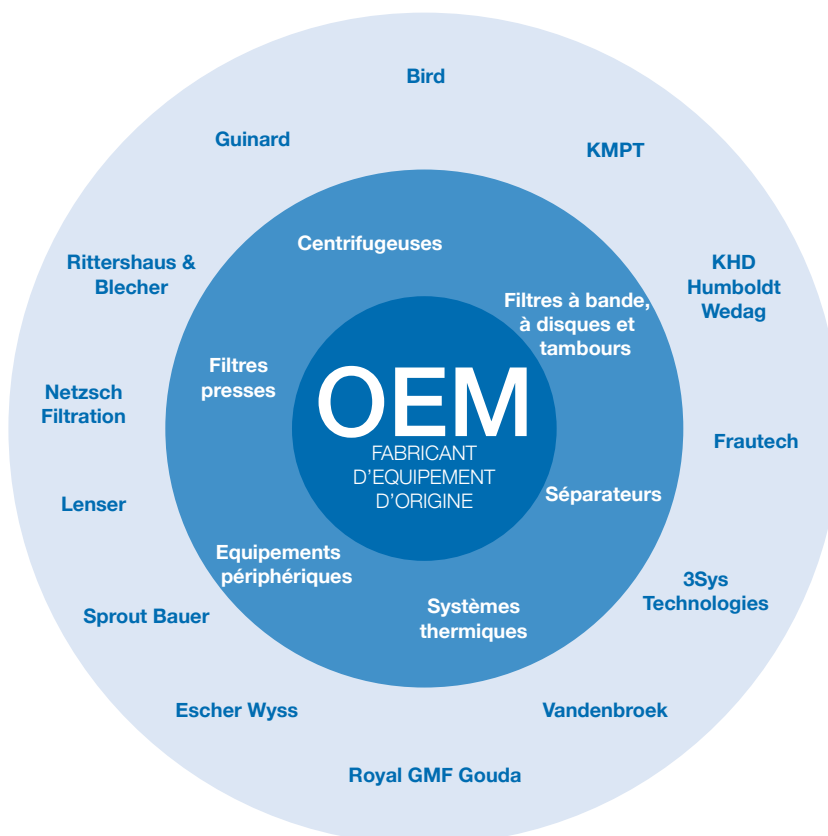 Bird
Guinard
KMPT
Rittershaus &
Blecher
KHD
Humboldt
Wedag
Centrifugeuses
Filtres à bande,
à disques et
tambours
Filtres
presses
OEM
FABRICANT
D'EQUIPEMENT
D'ORIGINE
Netzsch
Filtration
Frautech
Lenser
Séparateurs
Equipements
périphériques
Systèmes
thermiques
3Sys
Technologies
Sprout Bauer
Escher Wyss
Vandenbroek
Royal GMF Gouda